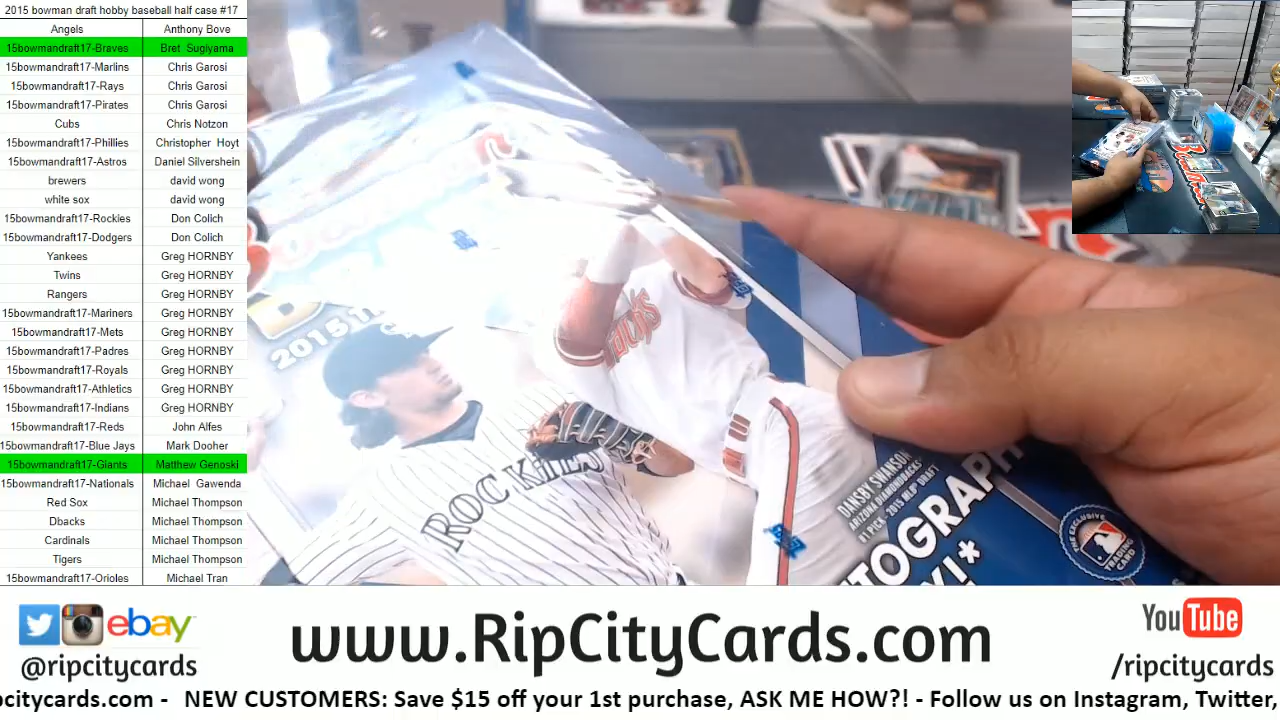 2015 bowman draft hobby baseball half case #17
Angels Anthony Bove
15bowmandraft17-Braves Bret Sugiyama
15bowmandraft17-Marlins Chris Garosi
15bowmandraft17-Rays Chris Garosi
15bowmandraft17-Pirates Chris Garosi
Cubs Chris Notzon
15bowmandraft17-Phillies Christopher Hoyt
15bowmandraft17-Astros Daniel Silvershein
brewers david wong
white sox david wong
15bowmandraft17-Rockies Don Colich
15bowmandraft17-Dodgers Don Colich
Yankees Greg HORNBY
Twins Greg HORNBY
Rangers Greg HORNBY
15bowmandraft17-Mariners Greg HORNBY
15bowmandraft17-Mets Greg HORNBY
15bowmandraft17-Padres Greg HORNBY
15bowmandraft17-Royals Greg HORNBY
15bowmandraft17-Athletics Greg HORNBY
15bowmandraft17-Indians Greg HORNBY
15bowmandraft17-Reds John Alfes
15bowmandraft17-Blue Jays Mark Dooher
15bowmandraft17-Giants Matthew Genoski
15bowmandraft17-Nationals Michael Gawenda
Red Sox Michael Thompson
Dbacks Michael Thompson
Cardinals Michael Thompson
Tigers Michael Thompson
15bowmandraft17-Orioles Michael Tran
2015
ROCKIES
DANSBY SWANSON
ARIZONA DIAMONDBACKS
#1 PICK - 2015 MLB DRAFT
THE EXCLUSIVE
TRADING CARD
ebay
@ripcitycards
www.RipCityCards.com
YouTube
/ripcitycards
pcitycards.com - NEW CUSTOMERS: Save $15 off your 1st purchase, ASK ME HOW?! - Follow us on Instagram, Twitter,